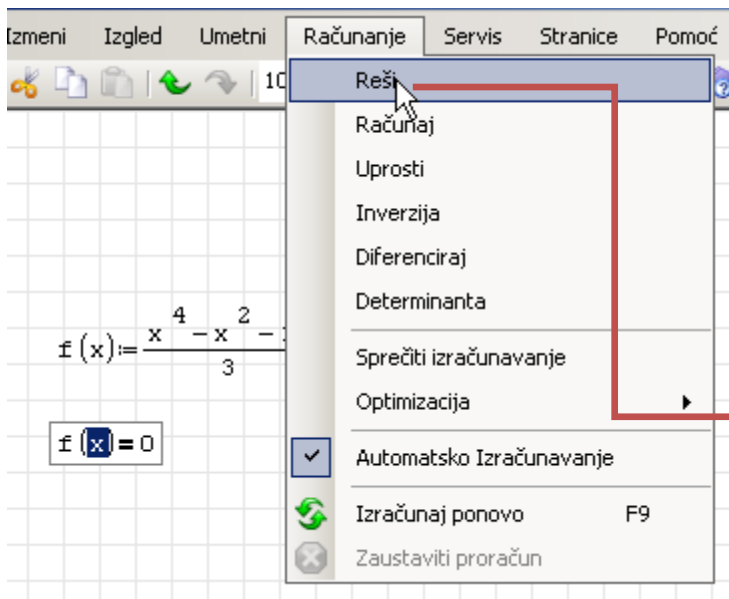 Izmeni Izgled Umetni Računanje Servis Stranice Pomoć
10
Reši
Računaj
Uprosti
Inverzija
Diferenciraj
Determinanta
Sprečiti izračunavanje
Optimizacija
Automatsko Izračunavanje
Izračunaj ponovo F9
Zaustaviti proračun
4 2
f(x):= x - x -
3
f(x)=0